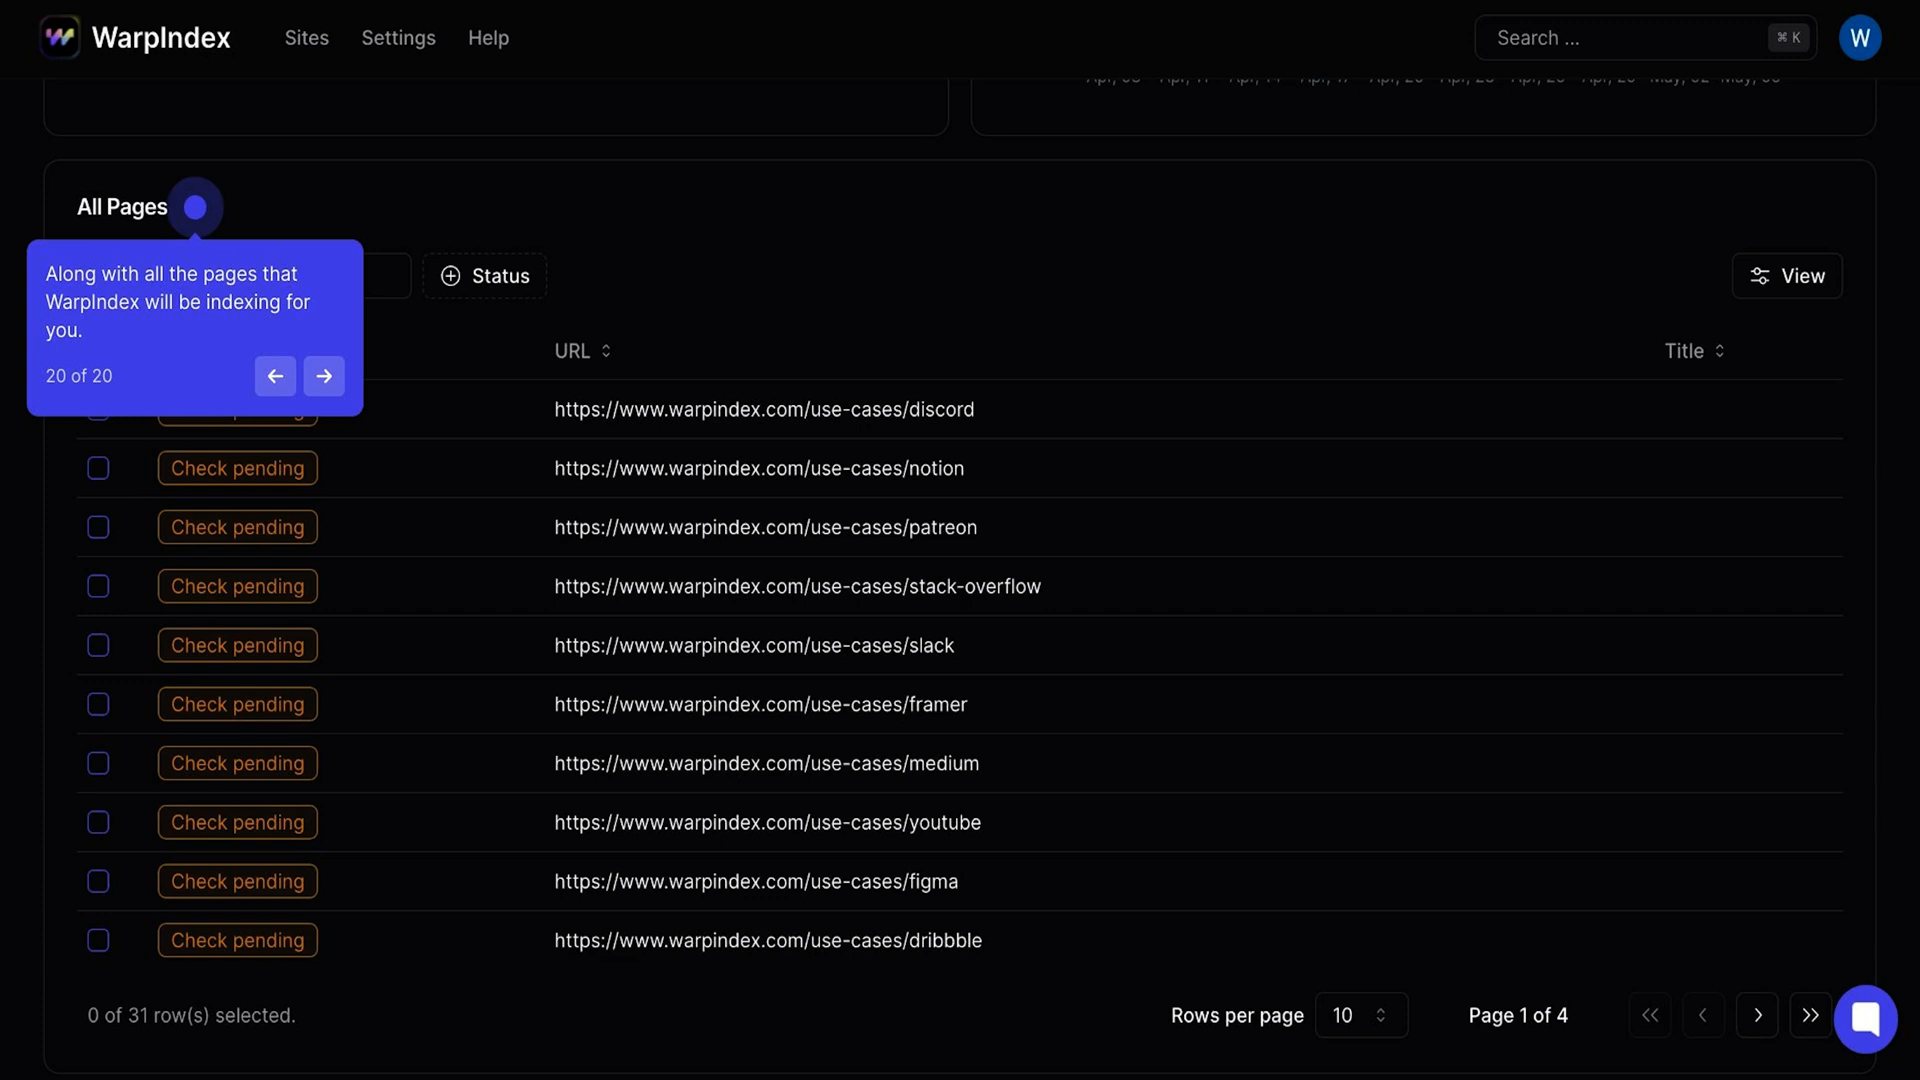 WarpIndex Sites Settings Help Search ... ⌘ K W
All Pages
Along with all the pages that
WarpIndex will be indexing for
you.
20 of 20
Status View
URL Title
https://www.warpindex.com/use-cases/discord
Check pending https://www.warpindex.com/use-cases/notion
Check pending https://www.warpindex.com/use-cases/patreon
Check pending https://www.warpindex.com/use-cases/stack-overflow
Check pending https://www.warpindex.com/use-cases/slack
Check pending https://www.warpindex.com/use-cases/framer
Check pending https://www.warpindex.com/use-cases/medium
Check pending https://www.warpindex.com/use-cases/youtube
Check pending https://www.warpindex.com/use-cases/figma
Check pending https://www.warpindex.com/use-cases/dribbble
0 of 31 row(s) selected. Rows per page 10 Page 1 of 4